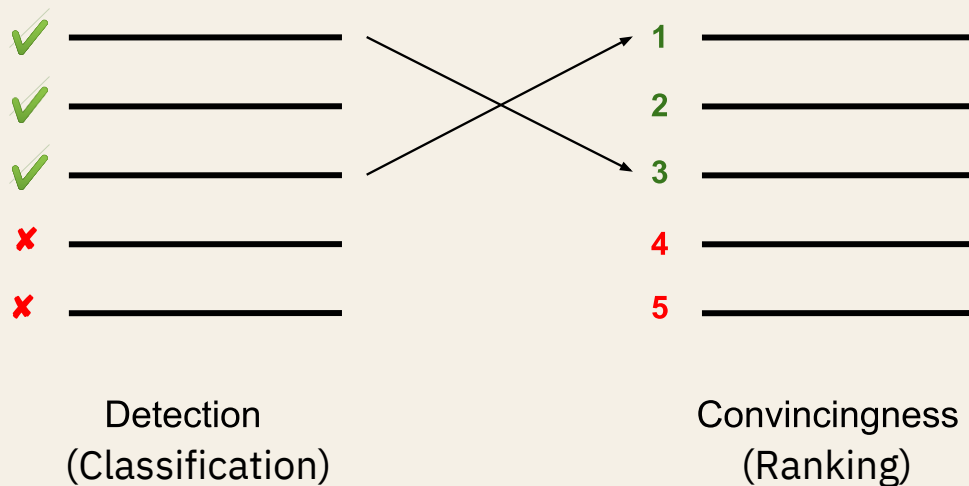 ✔ 1
✔ 2
✔ 3
✘ 4
✘ 5
Detection
(Classification)
Convincingness
(Ranking)